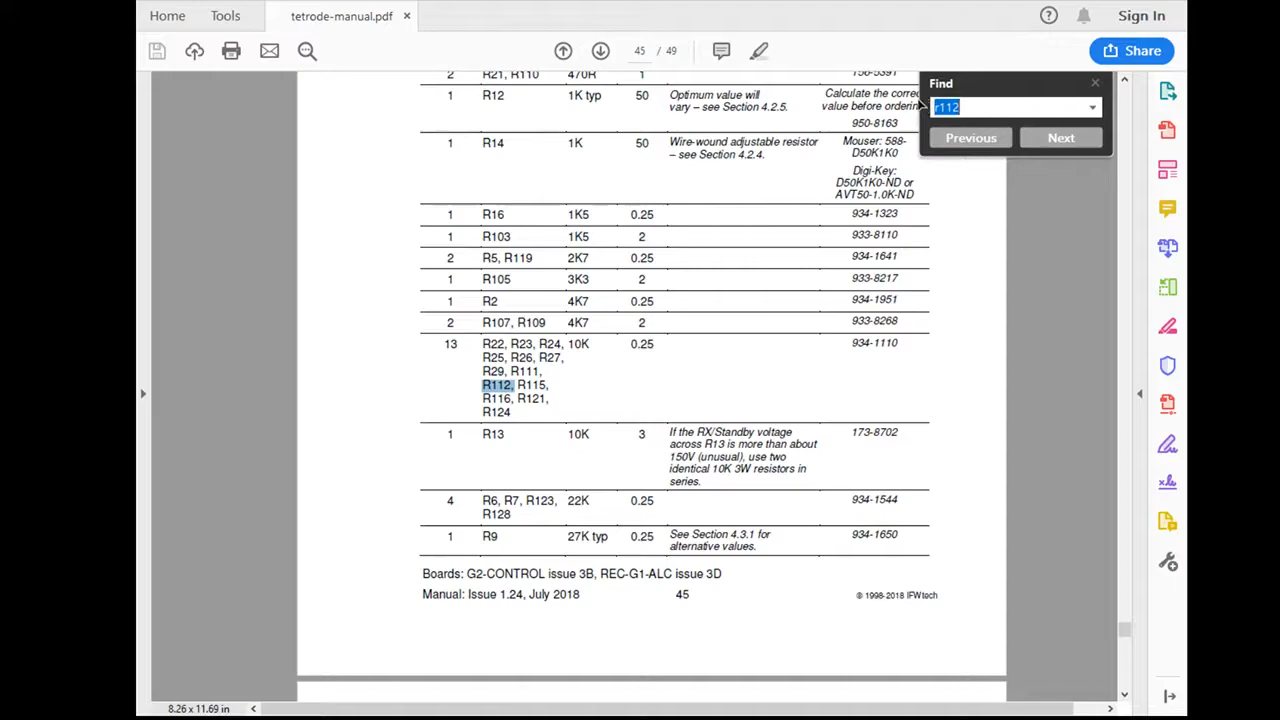 Home
Tools
tetrode-manual.pdf ×
Sign In
45 / 49
Share
Find
r112
Previous
Next
2 R21, R110 470R 1 156-5391
1 R12 1K typ 50 Optimum value will
vary – see Section 4.2.5.
Calculate the correc
value before orderin
950-8163
1 R14 1K 50 Wire-wound adjustable resistor
– see Section 4.2.4.
Mouser: 588-
D50K1K0
Digi-Key:
D50K1K0-ND or
AVT50-1.0K-ND
1 R16 1K5 0.25 934-1323
1 R103 1K5 2 933-8110
2 R5, R119 2K7 0.25 934-1641
1 R105 3K3 2 933-8217
1 R2 4K7 0.25 934-1951
2 R107, R109 4K7 2 933-8268
13 R22, R23, R24, 10K 0.25 934-1110
R25, R26, R27,
R29, R111,
R112, R115,
R116, R121,
R124
1 R13 10K 3 If the RX/Standby voltage 173-8702
across R13 is more than about
150V (unusual), use two
identical 10K 3W resistors in
series.
4 R6, R7, R123, 22K 0.25 934-1544
R128
1 R9 27K typ 0.25 See Section 4.3.1 for 934-1650
alternative values.
Boards: G2-CONTROL issue 3B, REC-G1-ALC issue 3D
Manual: Issue 1.24, July 2018 45 © 1998-2018 IFWtech
8.26 x 11.69 in